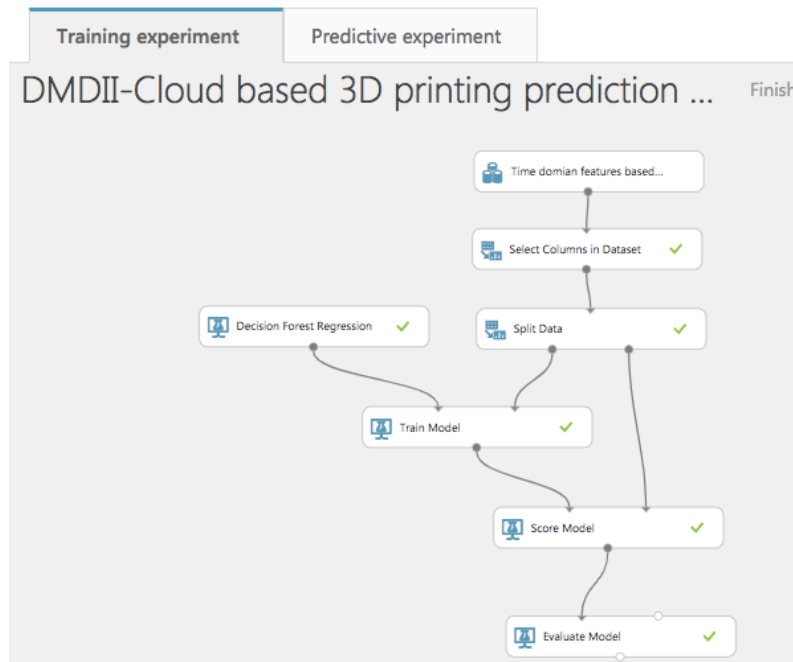 Training experiment
Predictive experiment
DMDII-Cloud based 3D printing prediction ...
Finish
Time domian features based...
Select Columns in Dataset
Decision Forest Regression
Split Data
Train Model
Score Model
Evaluate Model